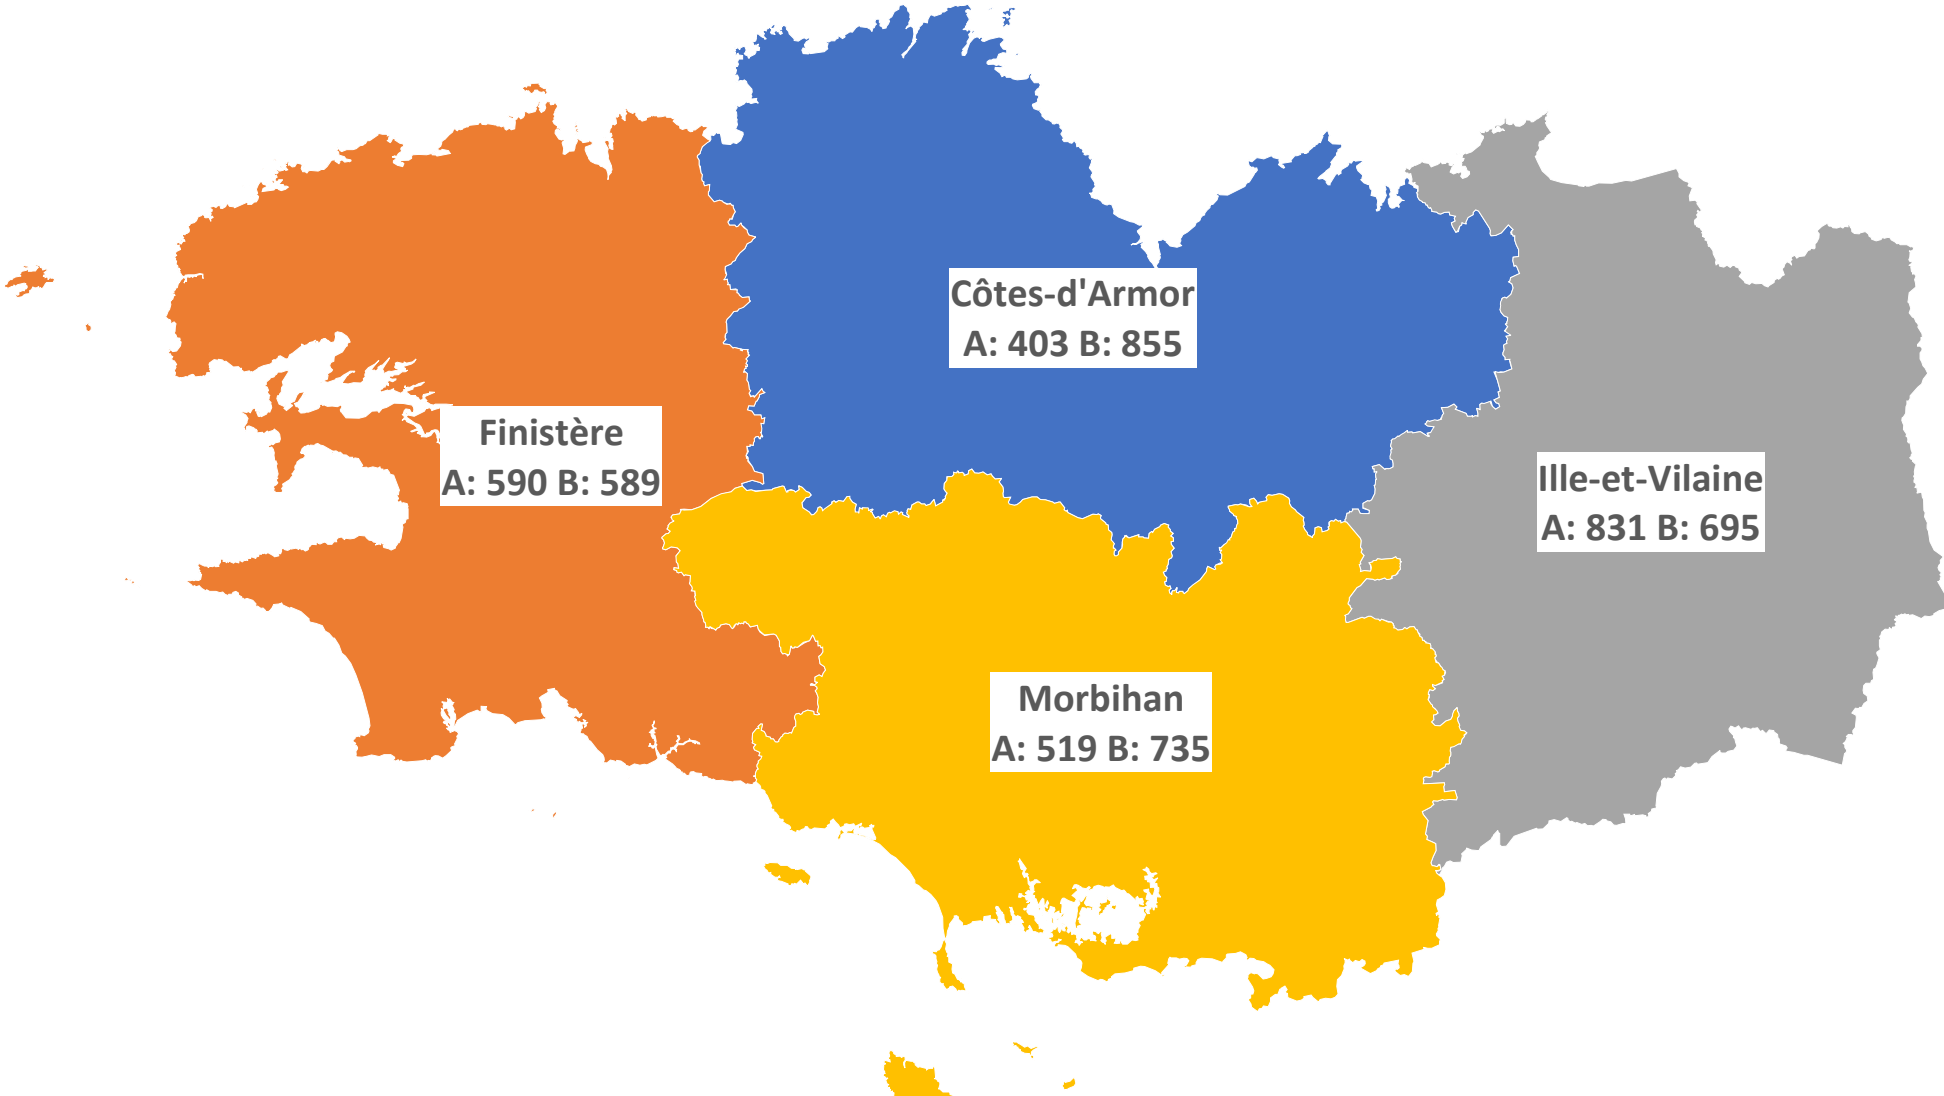 Côtes-d'Armor
A: 403 B: 855
Finistère
A: 590 B: 589
Ille-et-Vilaine
A: 831 B: 695
Morbihan
A: 519 B: 735